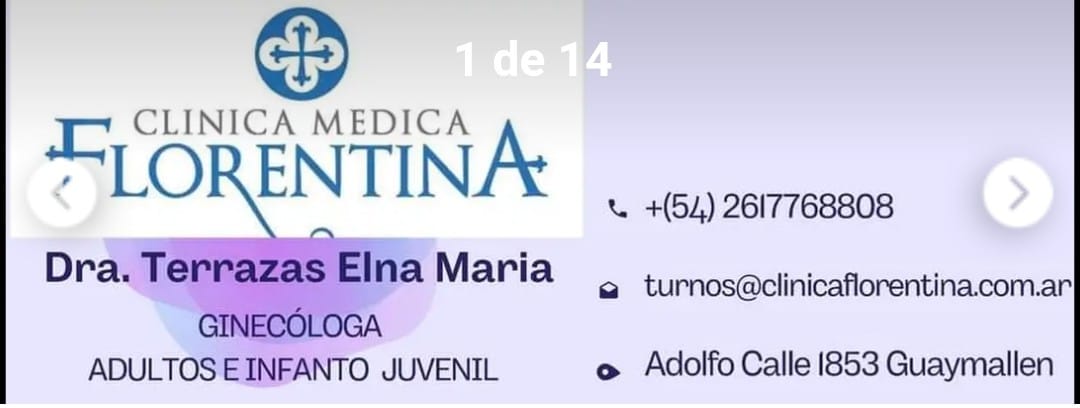 1 de 14
CLINICA MEDICA
FLORENTINA
Dra. Terrazas Elna Maria
GINECÓLOGA
ADULTOS E INFANTO JUVENIL
+(54) 2617768808
turnos@clinicaflorentina.com.ar
Adolfo Calle 1853 Guaymallen